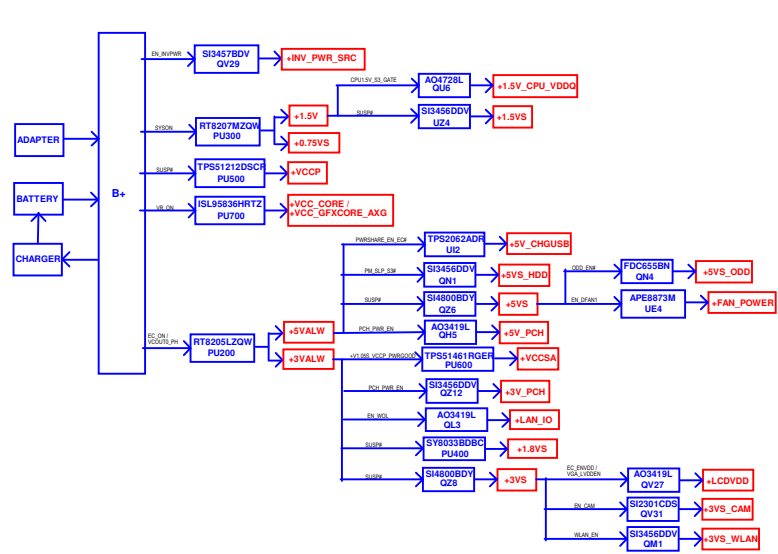 EN_INVPWR
SI3457BDV
QV29
+INV_PWR_SRC
CPU1.5V_S3_GATE
AO4728L
QU6
+1.5V_CPU_VDDQ
ADAPTER
SYSON
RT8207MZQW
PU300
+1.5V
SUSP#
SI3456DDV
UZ4
+1.5VS
+0.75VS
B+
SUSP#
TPS51212DSCR
PU500
+VCCP
BATTERY
VR_ON
ISL95836HRTZ
PU700
+VCC_CORE /
+VCC_GFXCORE_AXG
CHARGER
PWRSHARE_EN_EC#
TPS2062ADR
UI2
+5V_CHGUSB
PM_SLP_S3#
SI3456DDV
QN1
+5VS_HDD
ODD_EN#
FDC655BN
QN4
+5VS_ODD
SUSP#
SI4800BDY
QZ6
+5VS
EN_DFAN1
APE8873M
UE4
+FAN_POWER
EC_ON /
VCOUT0_PH
RT8205LZQW
PU200
+5VALW
PCH_PWR_EN
AO3419L
QH5
+5V_PCH
+3VALW
+V1.05S_VCCP_PWRGOOD
TPS51461RGER
PU600
+VCCSA
PCH_PWR_EN
SI3456DDV
QZ12
+3V_PCH
EN_WOL
AO3419L
QL3
+LAN_IO
SUSP#
SY8033BDBC
PU400
+1.8VS
SUSP#
SI4800BDY
QZ8
+3VS
EC_ENVDD /
VGA_LVDDEN
AO3419L
QV27
+LCDVDD
EN_CAM
SI2301CDS
QV31
+3VS_CAM
WLAN_EN
SI3456DDV
QM1
+3VS_WLAN